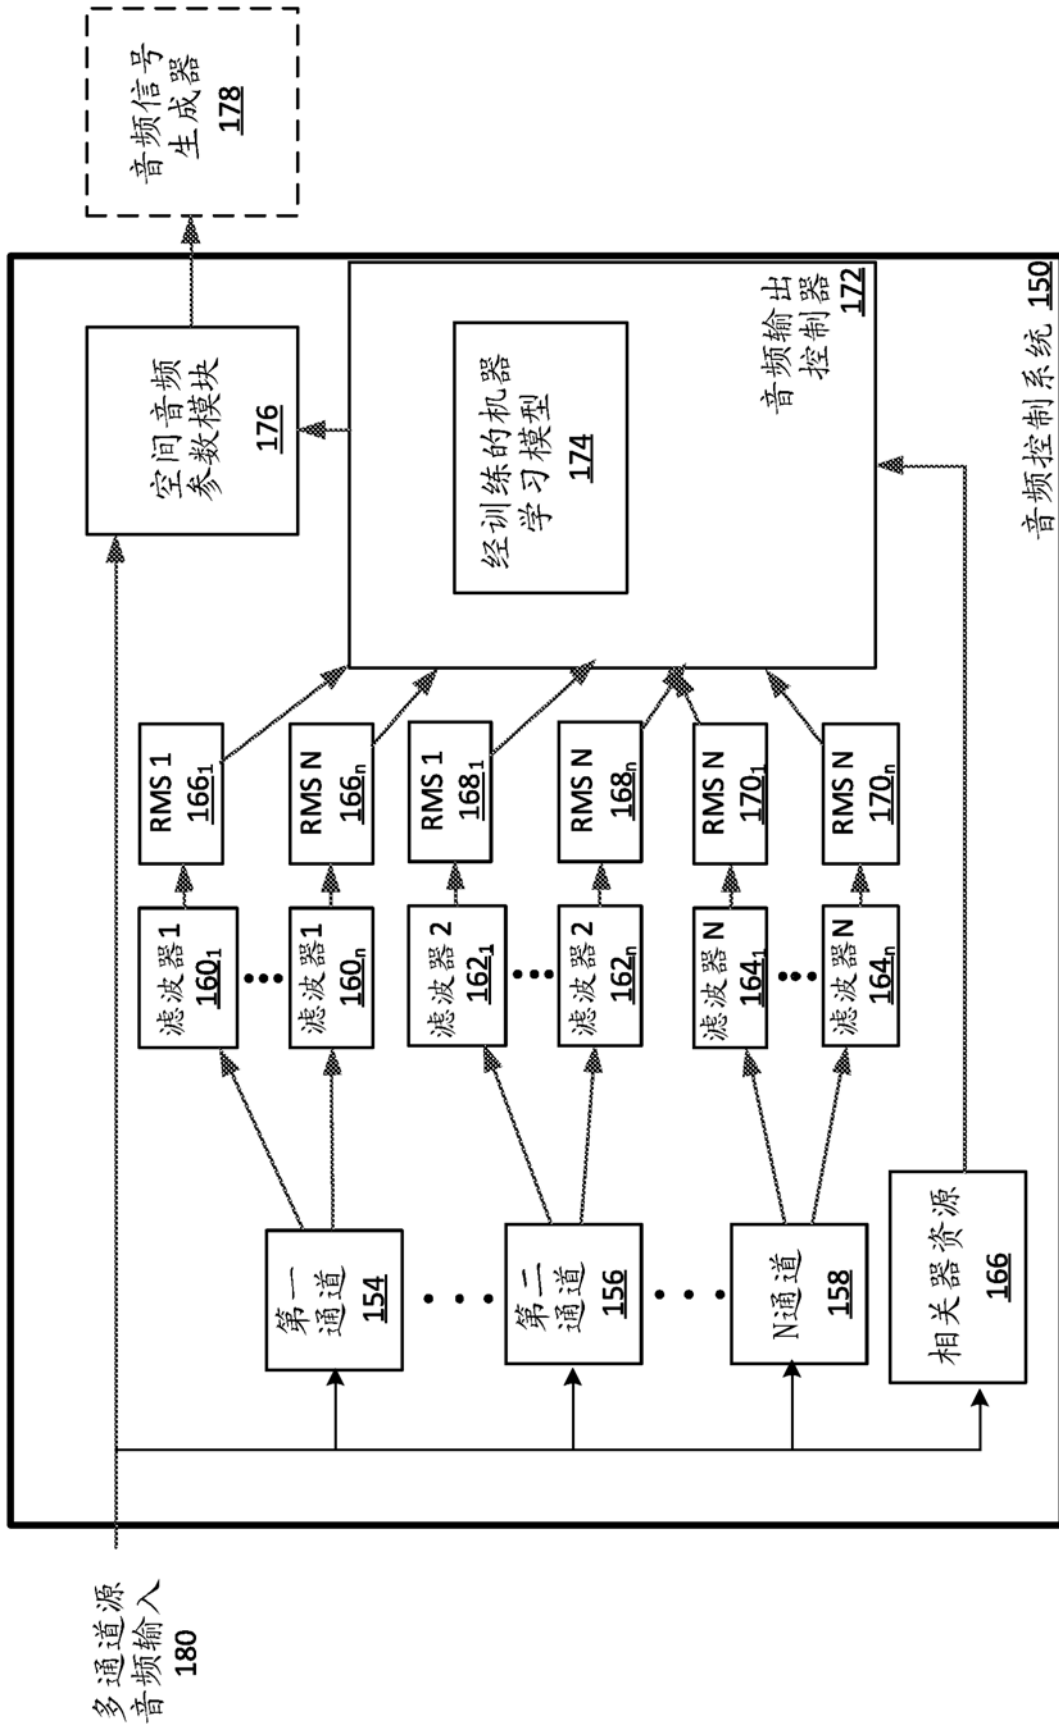 多通道源
音频输入
180
第一
通道
154
第二
通道
156
N通道
158
相关器资源
166
滤波器1
160₁
滤波器1
160ₙ
滤波器2
162₁
滤波器2
162ₙ
滤波器N
164₁
滤波器N
164ₙ
RMS 1
166₁
RMS N
166ₙ
RMS 1
168₁
RMS N
168ₙ
RMS N
170₁
RMS N
170ₙ
空间音频
参数模块
176
经训练的机器
学习模型
174
音频输出
控制器
172
音频信号
生成器
178
音频控制系统 150